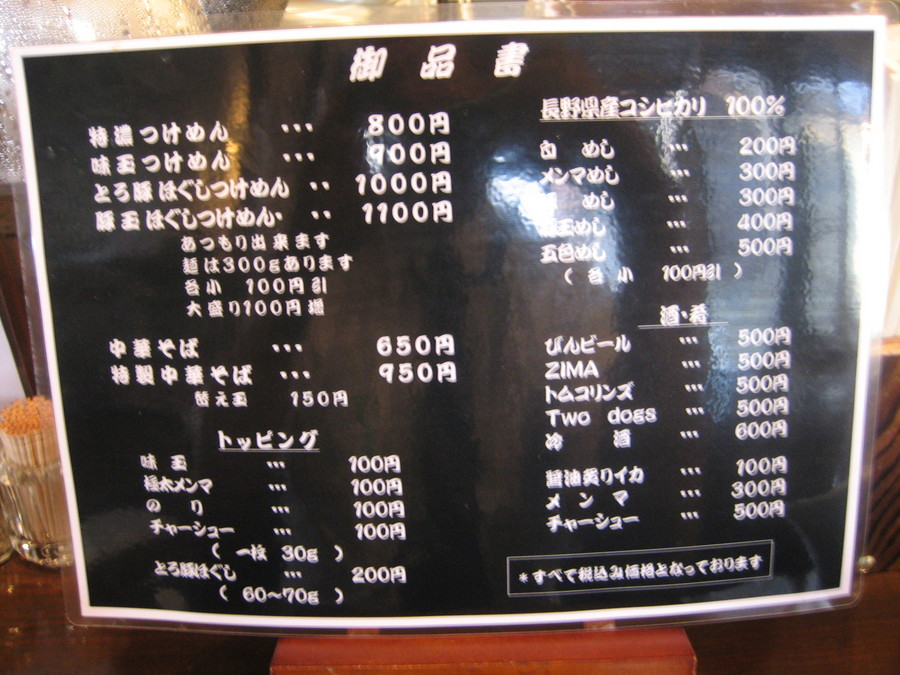 御品書
特濃つけめん ・・・ 800円
味玉つけめん ・・・ 900円
とろ豚ほぐしつけめん ・・ 1000円
豚玉ほぐしつけめん・ ・・ 1100円
あつもり出来ます
麺は300gあります
各小 100円引
大盛り100円増
中華そば ・・・ 650円
特製中華そば ・・・ 950円
替え玉 150円
トッピング
味玉 ・・・ 100円
極太メンマ ・・・ 100円
のり ・・・ 100円
チャーシュー ・・・ 100円
( 一枚 30g )
とろ豚ほぐし ・・・ 200円
( 60〜70g )
長野県産コシヒカリ 100%
白めし ・・・ 200円
メンマめし ・・・ 300円
めし ・・・ 300円
玉めし ・・・ 400円
五色めし ・・・ 500円
( 各小 100円引 )
酒・肴
びんビール ・・・ 500円
ZIMA ・・・ 500円
トムコリンズ ・・・ 500円
Two dogs ・・・ 500円
冷酒 ・・・ 600円
醤油炙りイカ ・・・ 100円
メンマ ・・・ 300円
チャーシュー ・・・ 500円
*すべて税込み価格となっております